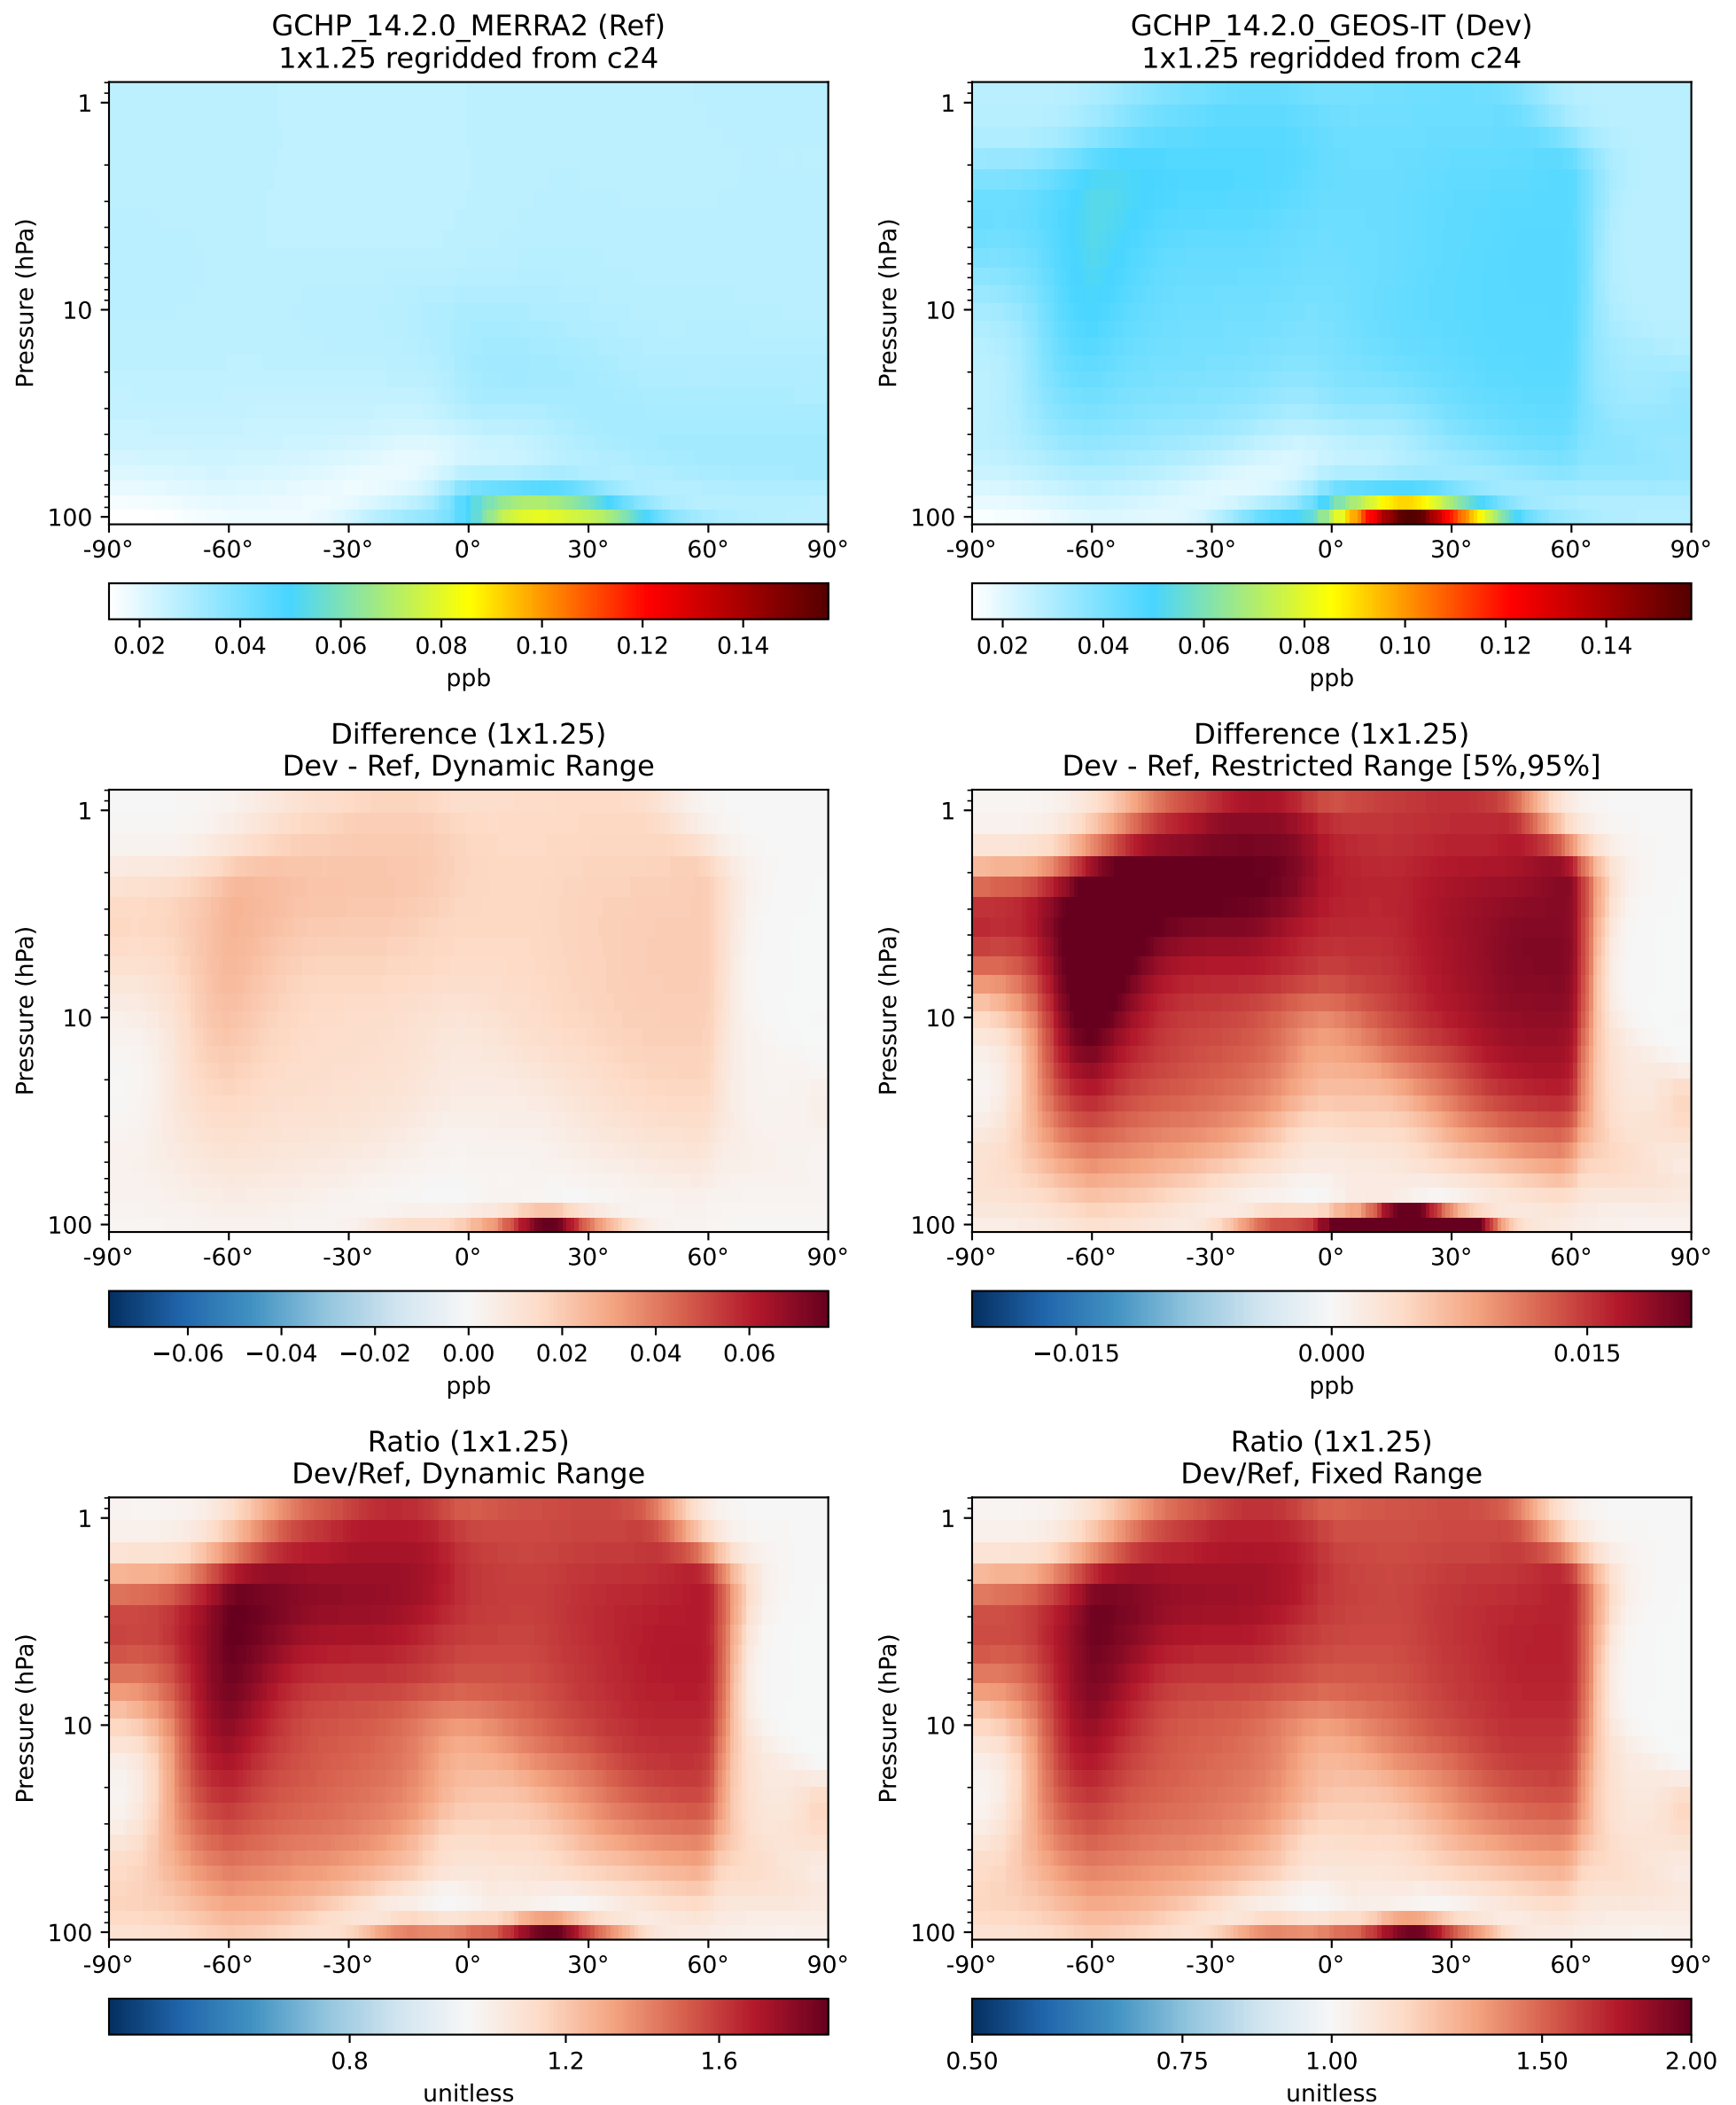 GCHP_14.2.0_MERRA2 (Ref)
1x1.25 regridded from c24
Pressure (hPa)
1
10
100
-90° -60° -30° 0° 30° 60° 90°
0.02 0.04 0.06 0.08 0.10 0.12 0.14
ppb
GCHP_14.2.0_GEOS-IT (Dev)
1x1.25 regridded from c24
Pressure (hPa)
1
10
100
-90° -60° -30° 0° 30° 60° 90°
0.02 0.04 0.06 0.08 0.10 0.12 0.14
ppb
Difference (1x1.25)
Dev - Ref, Dynamic Range
Pressure (hPa)
1
10
100
-90° -60° -30° 0° 30° 60° 90°
−0.06 −0.04 −0.02 0.00 0.02 0.04 0.06
ppb
Difference (1x1.25)
Dev - Ref, Restricted Range [5%,95%]
Pressure (hPa)
1
10
100
-90° -60° -30° 0° 30° 60° 90°
−0.015 0.000 0.015
ppb
Ratio (1x1.25)
Dev/Ref, Dynamic Range
Pressure (hPa)
1
10
100
-90° -60° -30° 0° 30° 60° 90°
0.8 1.2 1.6
unitless
Ratio (1x1.25)
Dev/Ref, Fixed Range
Pressure (hPa)
1
10
100
-90° -60° -30° 0° 30° 60° 90°
0.50 0.75 1.00 1.50 2.00
unitless